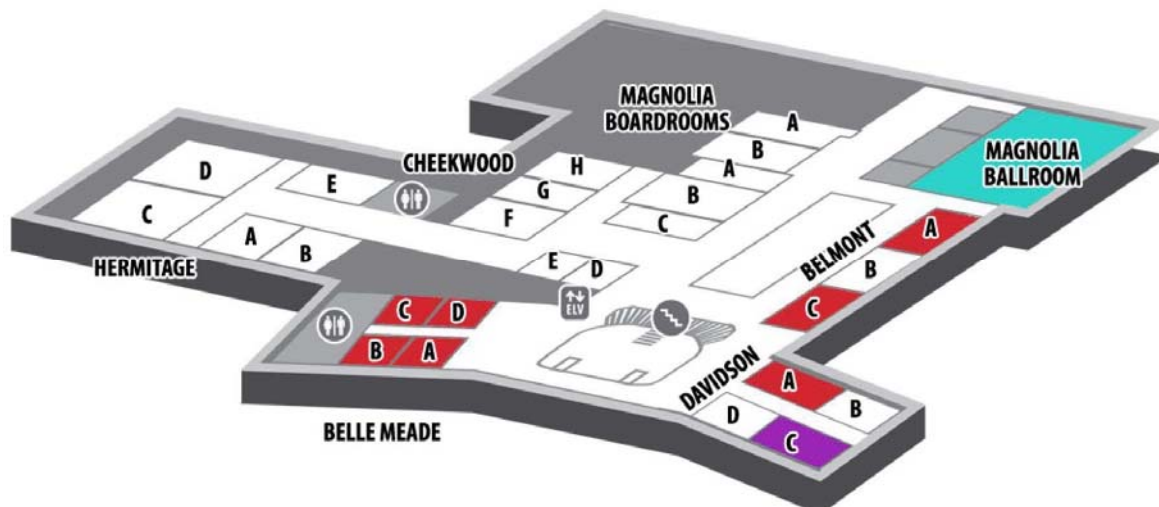 MAGNOLIA
BOARDROOMS
A
B
A
B
C
MAGNOLIA
BALLROOM
CHEEKWOOD
H
G
F
E
D
D
E
C
A
B
HERMITAGE
BELMONT
A
B
C
ELV
C
D
B
A
BELLE MEADE
DAVIDSON
A
B
D
C